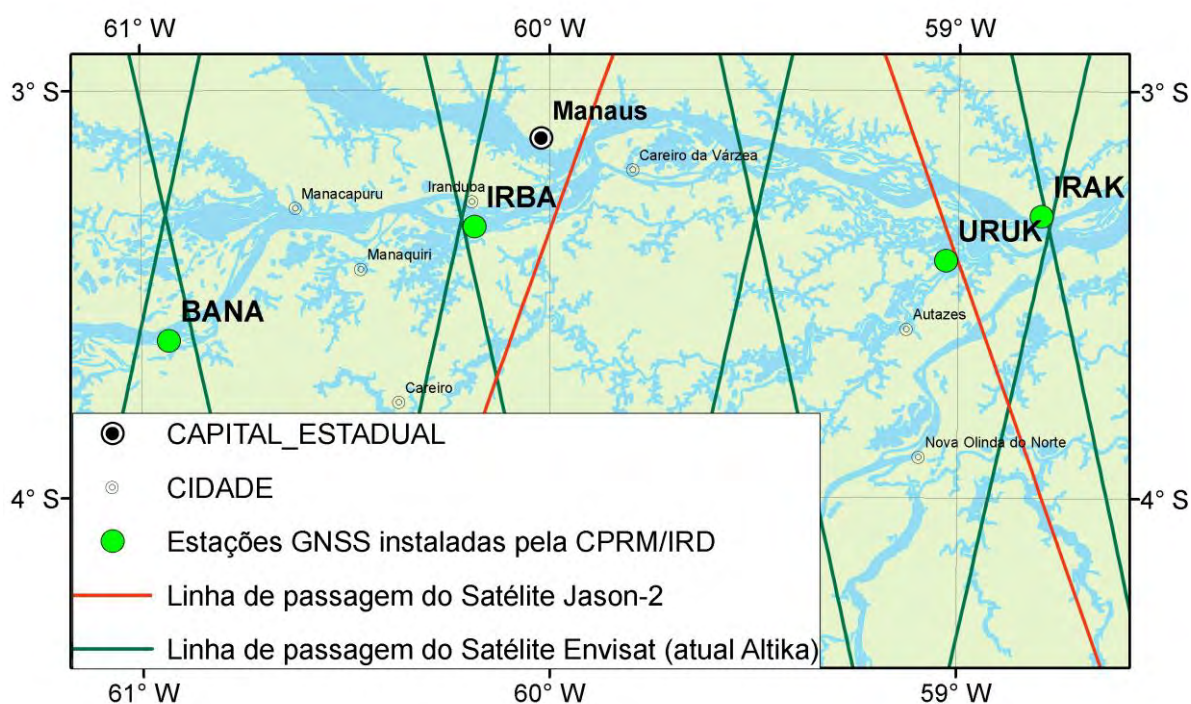 61° W 60° W 59° W
3° S 3° S
Manaus
Careiro da Várzea
Manacapuru
Iranduba
IRBA
IRAK
URUK
Manaquiri
BANA
Autazes
Careiro
CAPITAL_ESTADUAL
Nova Olinda do Norte
CIDADE
4° S 4° S
Estações GNSS instaladas pela CPRM/IRD
Linha de passagem do Satélite Jason-2
Linha de passagem do Satélite Envisat (atual Altika)
61° W 60° W 59° W